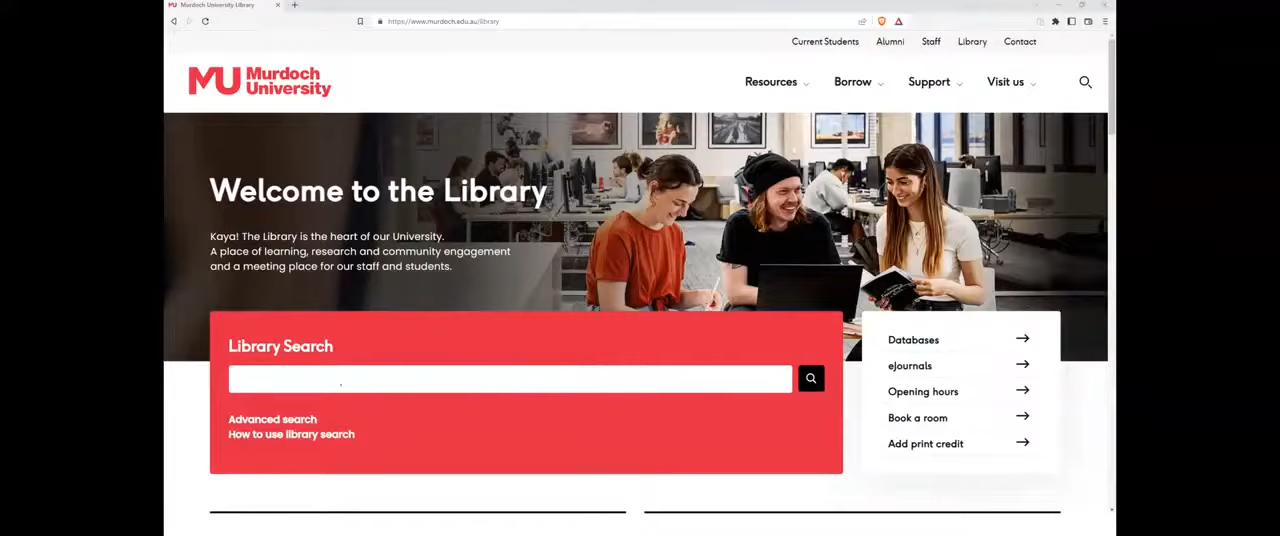 Murdoch University Library
https://www.murdoch.edu.au/library
Current Students Alumni Staff Library Contact
MU Murdoch University
Resources Borrow Support Visit us
Welcome to the Library
Kaya! The Library is the heart of our University.
A place of learning, research and community engagement
and a meeting place for our staff and students.
Library Search
Advanced search
How to use library search
Databases
eJournals
Opening hours
Book a room
Add print credit